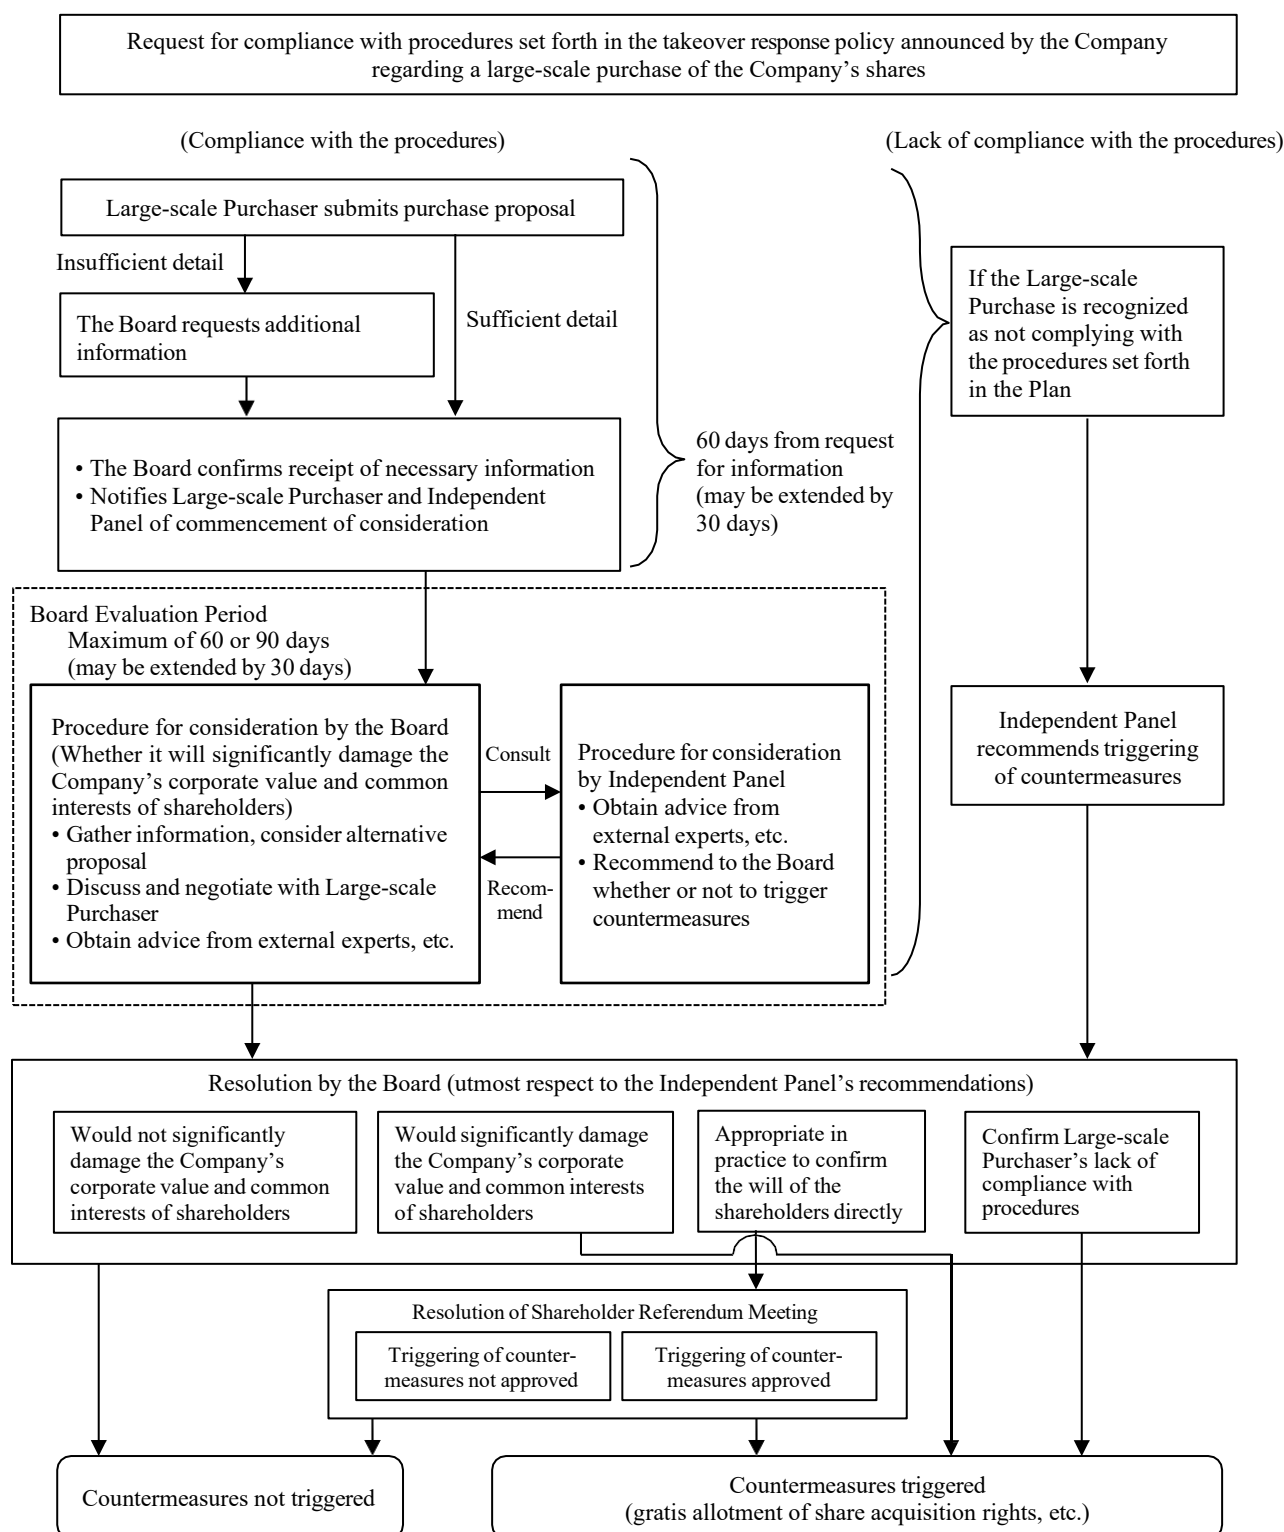 Request for compliance with procedures set forth in the takeover response policy announced by the Company
regarding a large-scale purchase of the Company’s shares
(Compliance with the procedures)
(Lack of compliance with the procedures)
Large-scale Purchaser submits purchase proposal
Insufficient detail
Sufficient detail
The Board requests additional
information
• The Board confirms receipt of necessary information
• Notifies Large-scale Purchaser and Independent
Panel of commencement of consideration
60 days from request
for information
(may be extended by
30 days)
If the Large-scale
Purchase is recognized
as not complying with
the procedures set forth
in the Plan
Board Evaluation Period
Maximum of 60 or 90 days
(may be extended by 30 days)
Procedure for consideration by the Board
(Whether it will significantly damage the
Company’s corporate value and common
interests of shareholders)
• Gather information, consider alternative
proposal
• Discuss and negotiate with Large-scale
Purchaser
• Obtain advice from external experts, etc.
Consult
Recom-
mend
Procedure for consideration
by Independent Panel
• Obtain advice from
external experts, etc.
• Recommend to the Board
whether or not to trigger
countermeasures
Independent Panel
recommends triggering
of countermeasures
Resolution by the Board (utmost respect to the Independent Panel’s recommendations)
Would not significantly
damage the Company’s
corporate value and common
interests of shareholders
Would significantly damage
the Company’s corporate
value and common interests
of shareholders
Appropriate in
practice to confirm
the will of the
shareholders directly
Confirm Large-scale
Purchaser’s lack of
compliance with
procedures
Resolution of Shareholder Referendum Meeting
Triggering of counter-
measures not approved
Triggering of counter-
measures approved
Countermeasures not triggered
Countermeasures triggered
(gratis allotment of share acquisition rights, etc.)